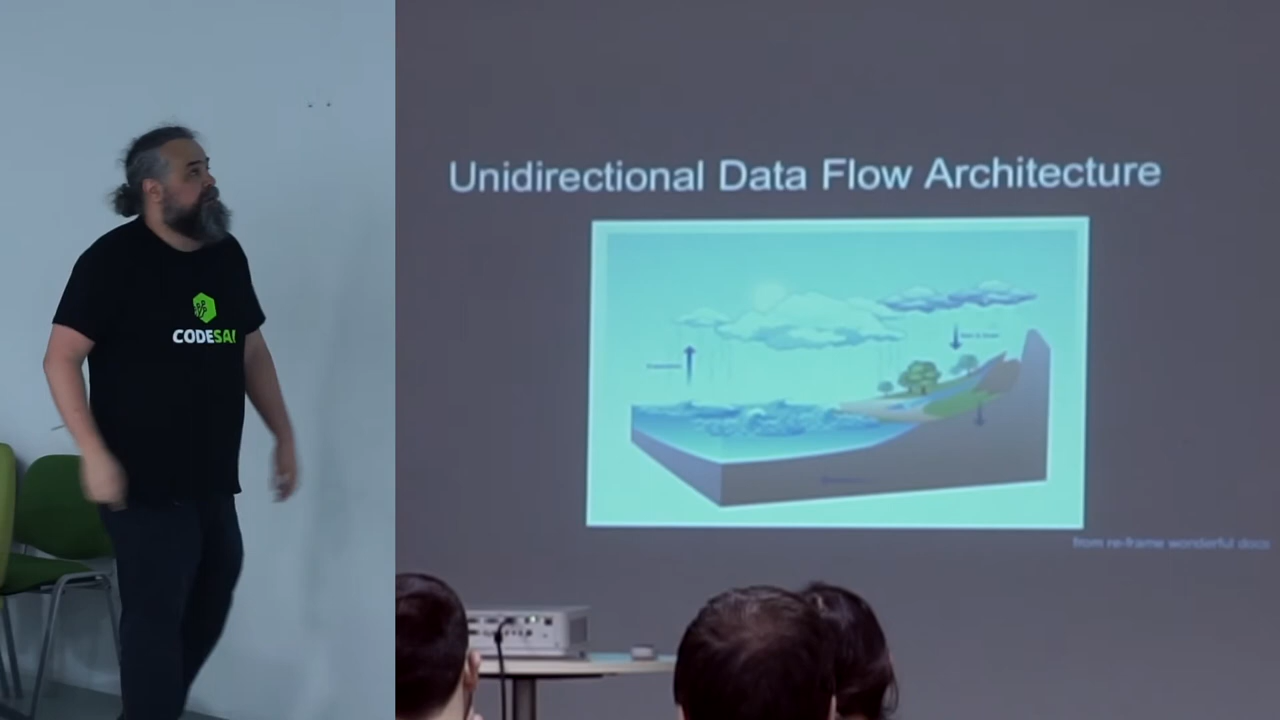 CODESAI
Unidirectional Data Flow Architecture
from re-frame wonderful docs